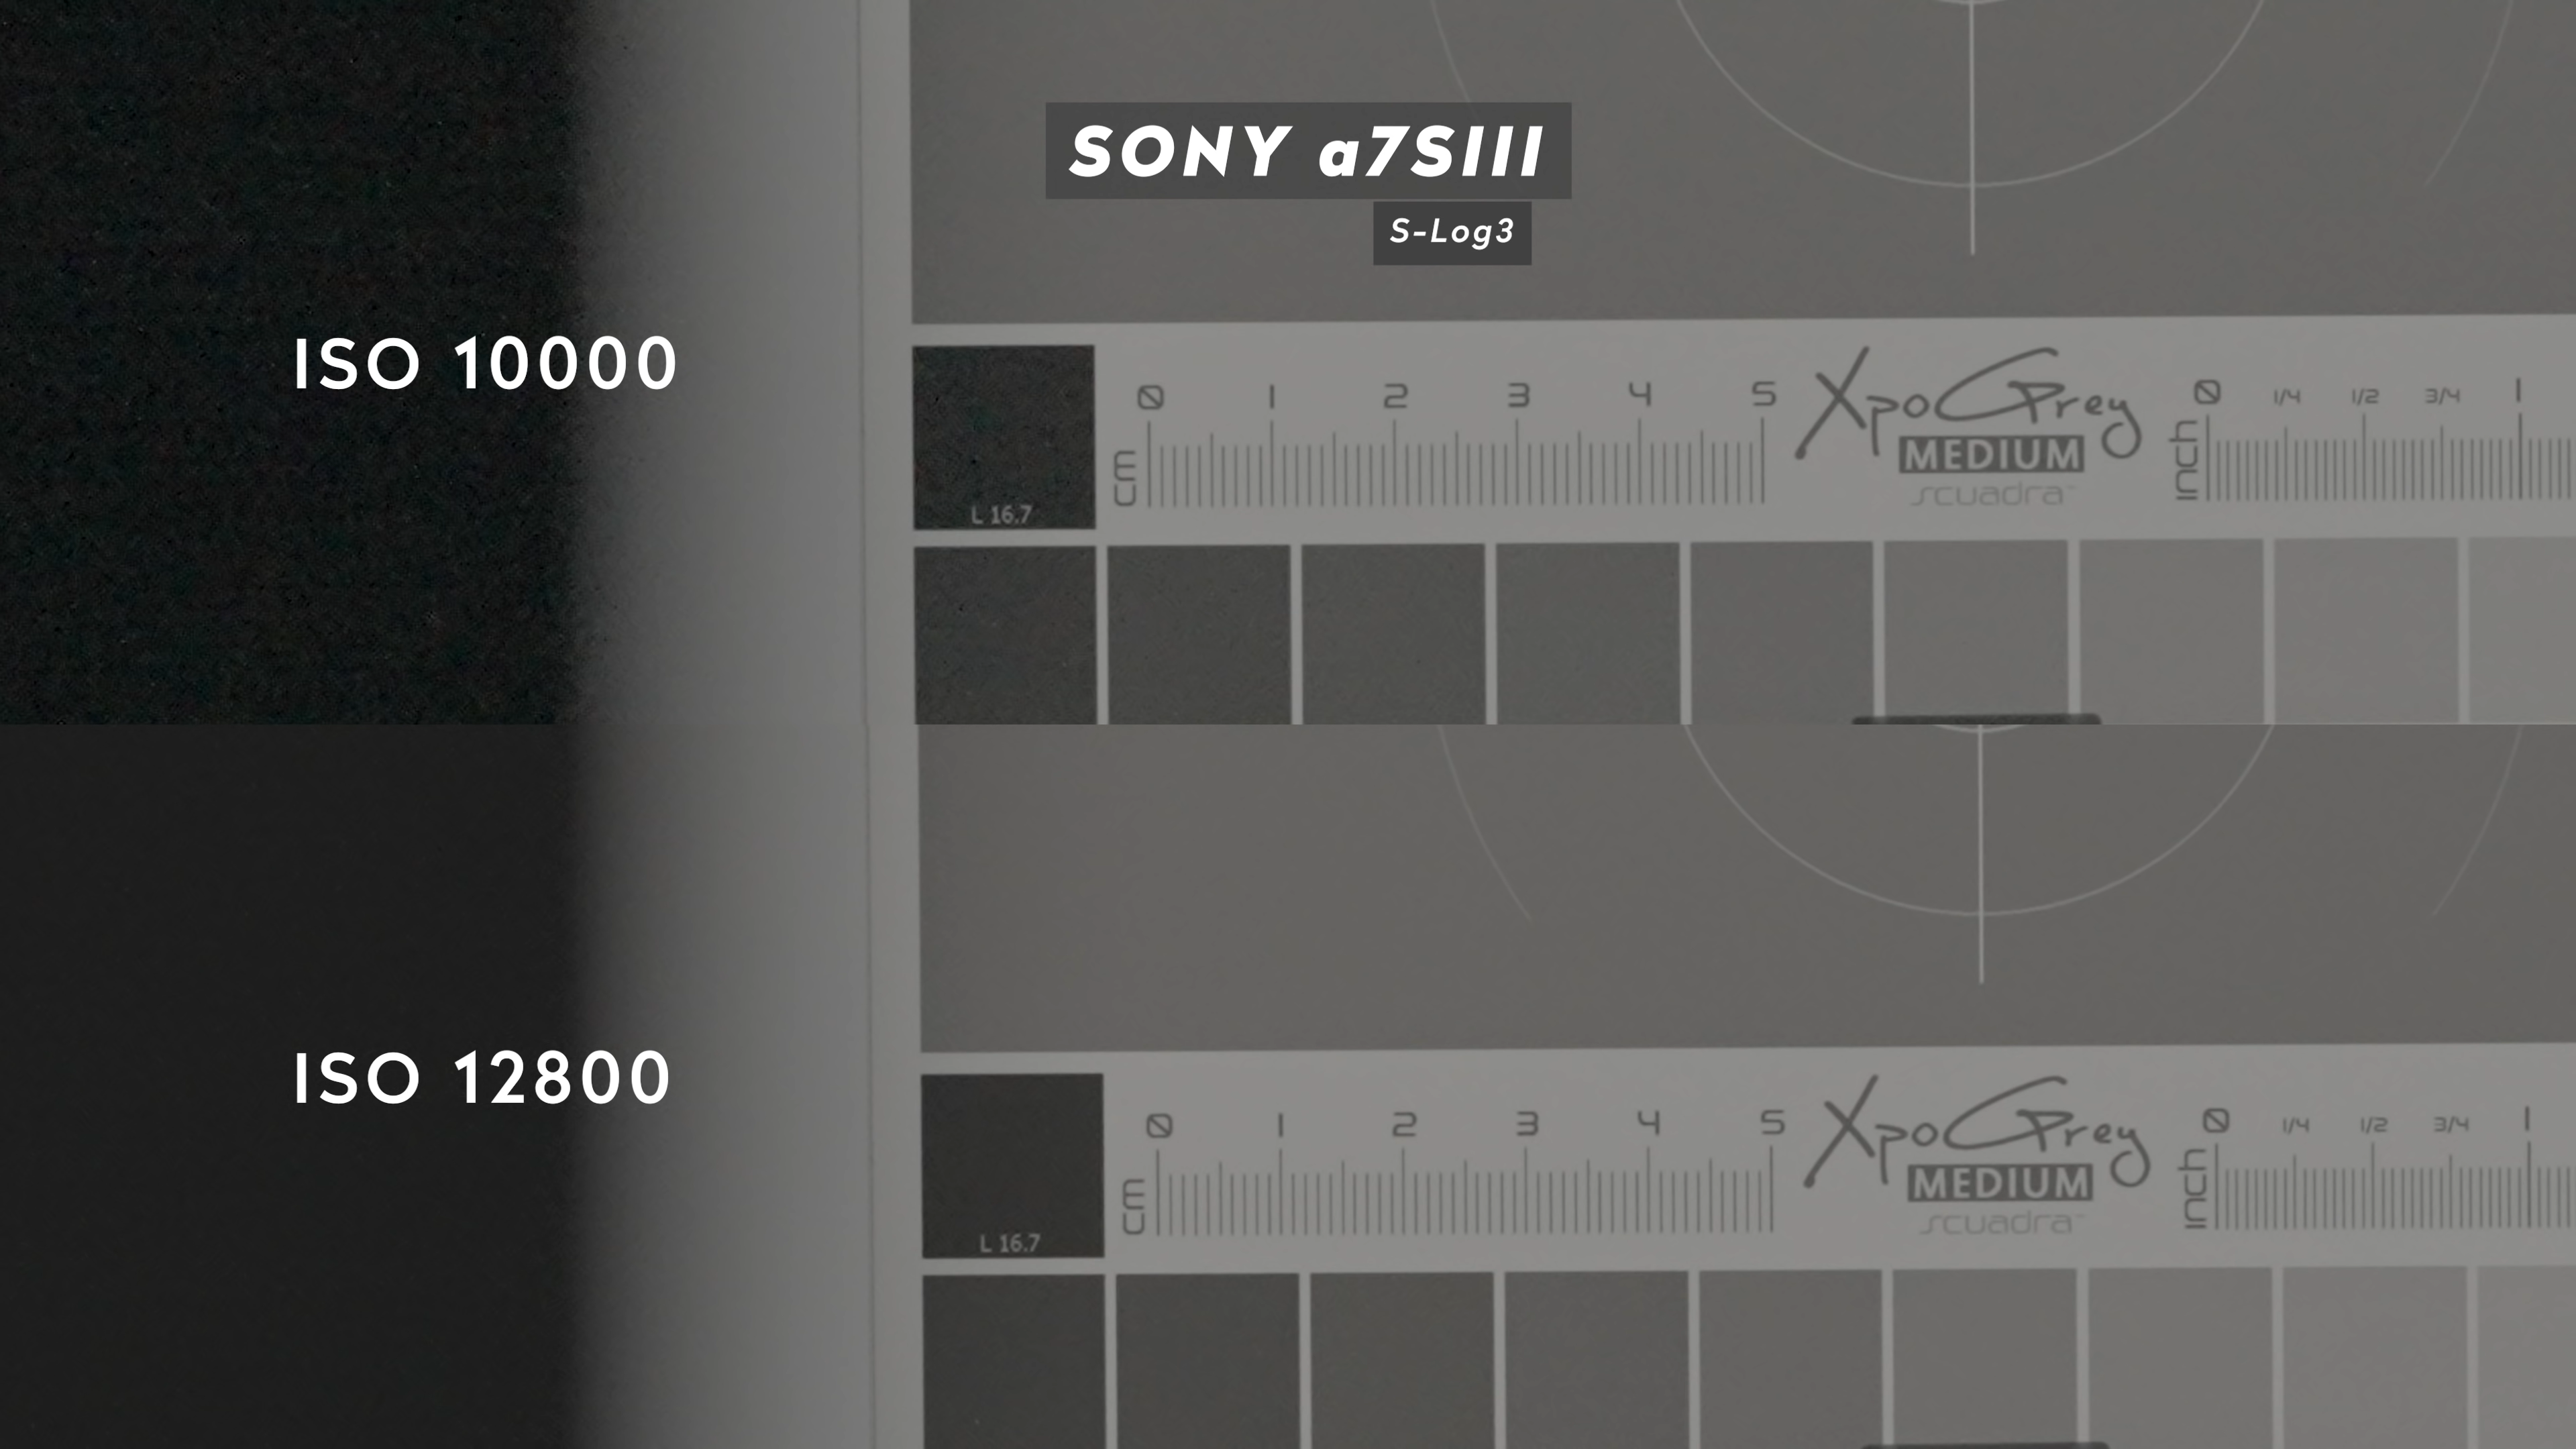 SONY a7SIII
S-Log3
ISO 10000
0 1 2 3 4 5
cm
XpoGrey
MEDIUM
scuadra™
inch
0 1/4 1/2 3/4 1
L 16.7
ISO 12800
0 1 2 3 4 5
cm
XpoGrey
MEDIUM
scuadra™
inch
0 1/4 1/2 3/4 1
L 16.7